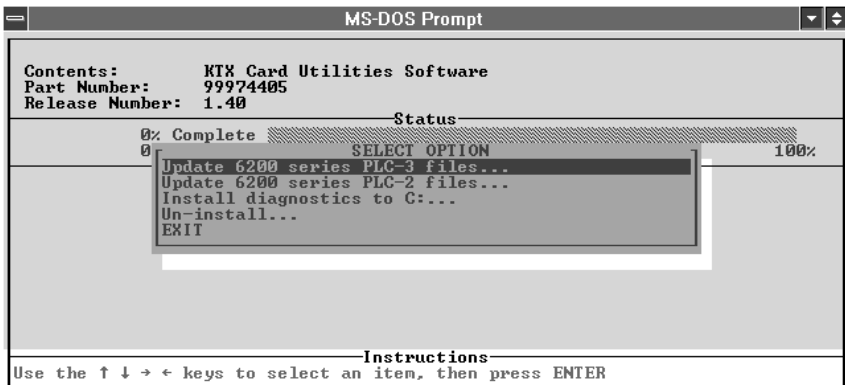 MS-DOS Prompt
Contents: KTX Card Utilities Software
Part Number: 99974405
Release Number: 1.40
Status
0% Complete
0 100%
SELECT OPTION
Update 6200 series PLC-3 files...
Update 6200 series PLC-2 files...
Install diagnostics to C:...
Un-install...
EXIT
Instructions
Use the ↑ ↓ → ← keys to select an item, then press ENTER